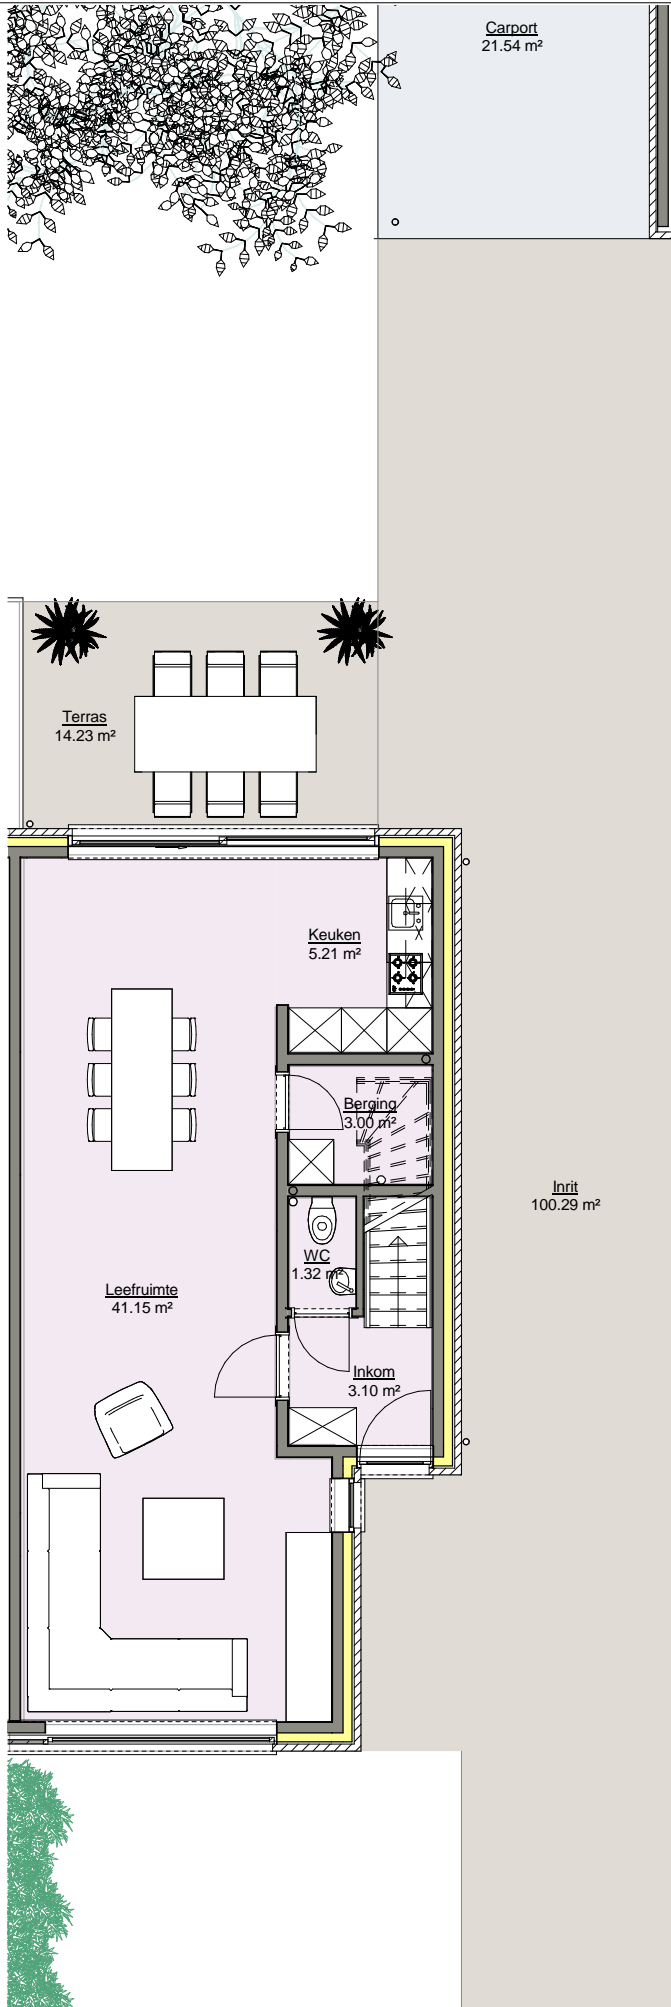 Carport
21.54 m²
Terras
14.23 m²
Keuken
5.21 m²
Berging
3.00 m²
Inrit
100.29 m²
WC
1.32 m²
Leefruimte
41.15 m²
Inkom
3.10 m²